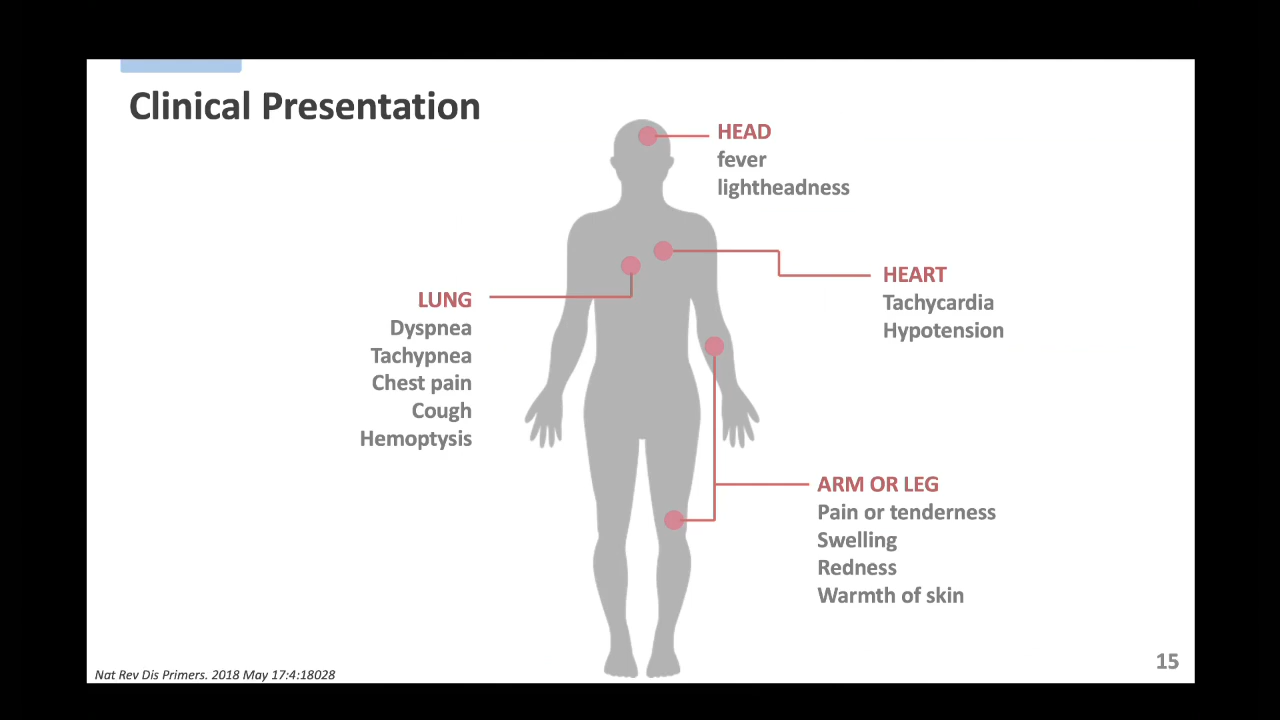 Clinical Presentation
HEAD
fever
lightheadness
HEART
Tachycardia
Hypotension
LUNG
Dyspnea
Tachypnea
Chest pain
Cough
Hemoptysis
ARM OR LEG
Pain or tenderness
Swelling
Redness
Warmth of skin
Nat Rev Dis Primers. 2018 May 17:4:18028
15